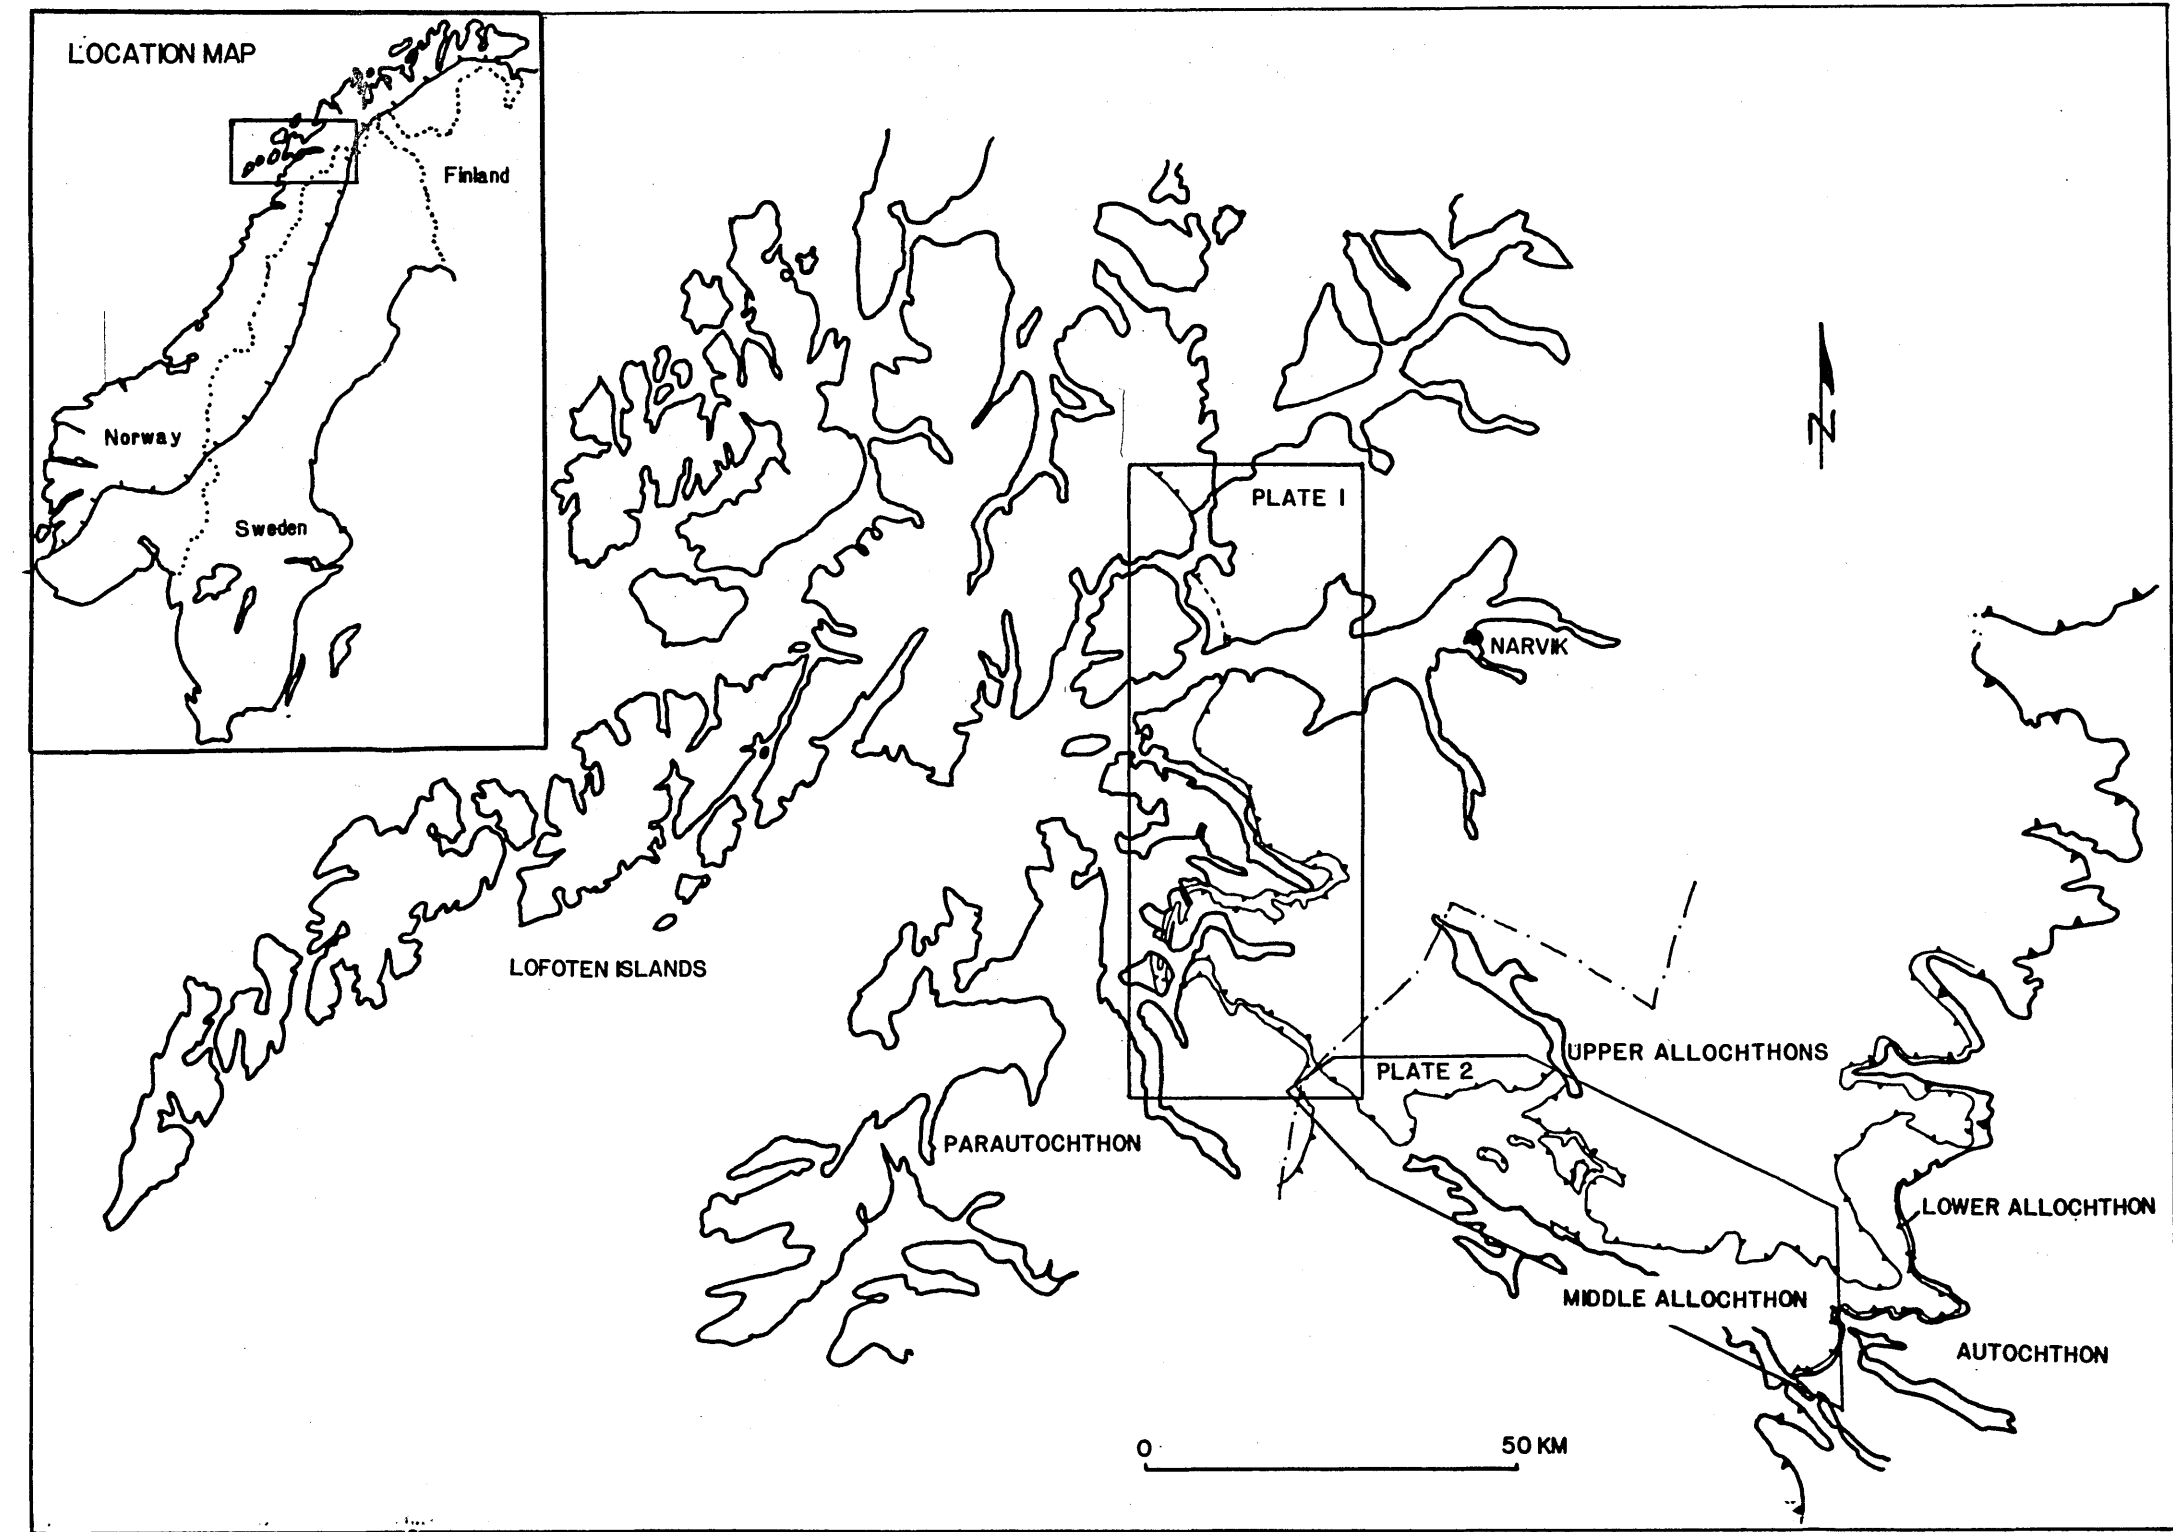 LOCATION MAP
Finland
Norway
Sweden
PLATE 1
N
NARVIK
LOFOTEN ISLANDS
UPPER ALLOCHTHONS
PLATE 2
PARAUTOCHTHON
LOWER ALLOCHTHON
MIDDLE ALLOCHTHON
AUTOCHTHON
0 50 KM